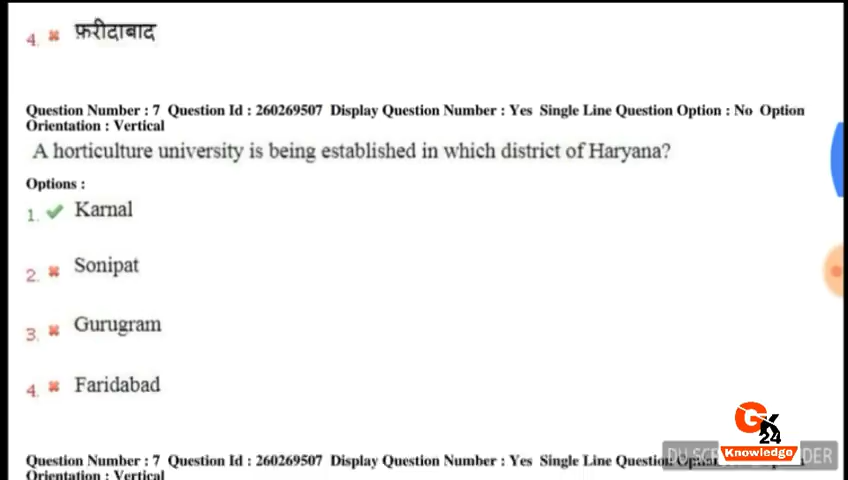 4. फ़रीदाबाद
Question Number : 7 Question Id : 260269507 Display Question Number : Yes Single Line Question Option : No Option
Orientation : Vertical
A horticulture university is being established in which district of Haryana?
Options :
1. Karnal
2. Sonipat
3. Gurugram
4. Faridabad
GK
24
Knowledge
Question Number : 7 Question Id : 260269507 Display Question Number : Yes Single Line Question
Orientation : Vertical